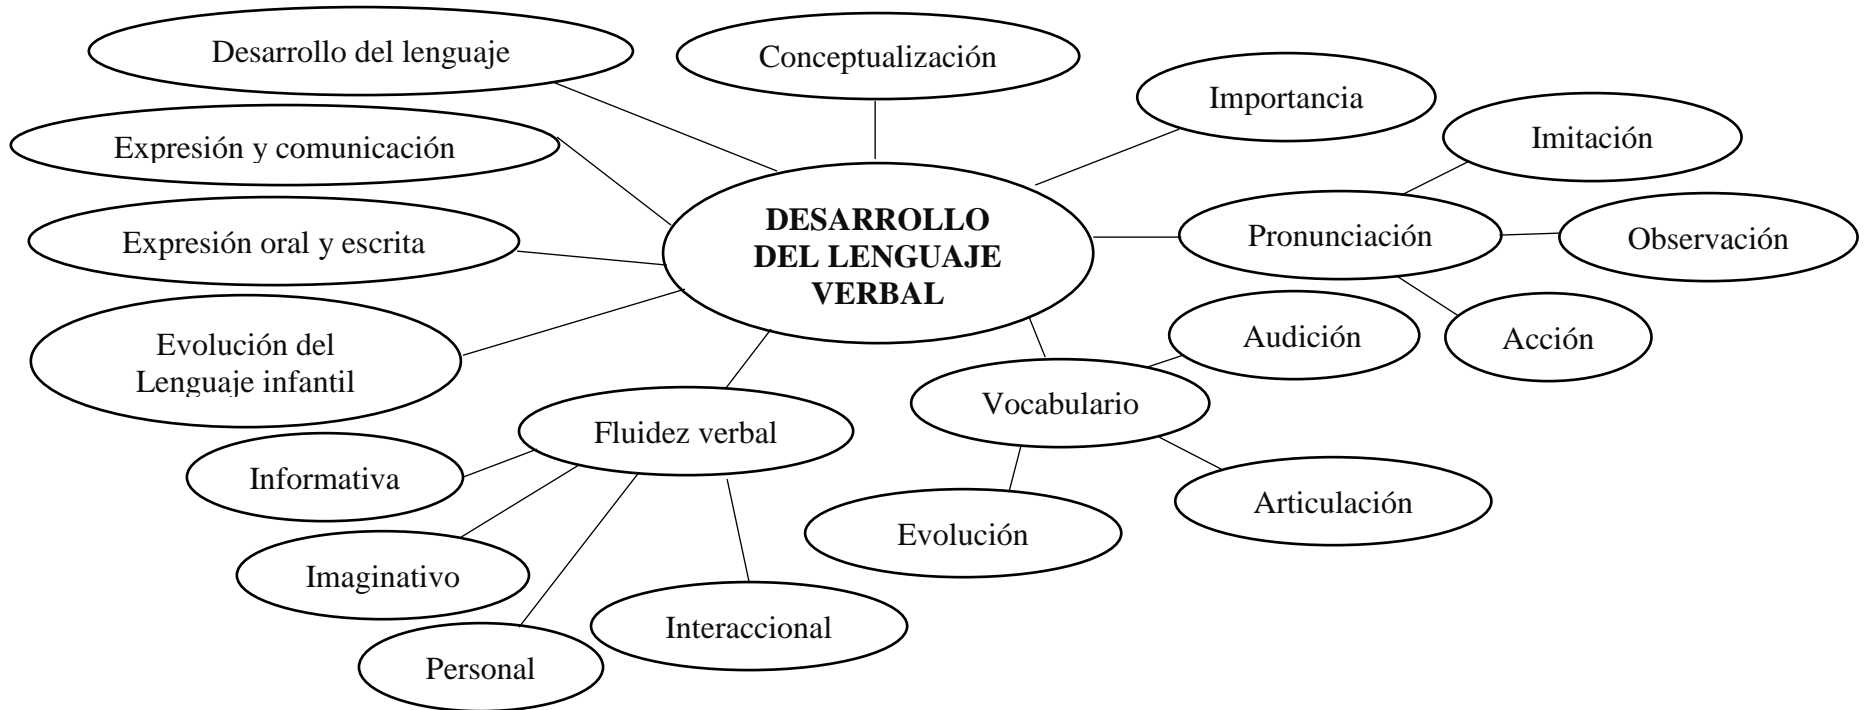 Desarrollo del lenguaje
Conceptualización
Importancia
Imitación
Expresión y comunicación
DESARROLLO
DEL LENGUAJE
VERBAL
Pronunciación
Observación
Expresión oral y escrita
Audición
Acción
Evolución del
Lenguaje infantil
Vocabulario
Fluidez verbal
Informativa
Articulación
Evolución
Imaginativo
Interaccional
Personal